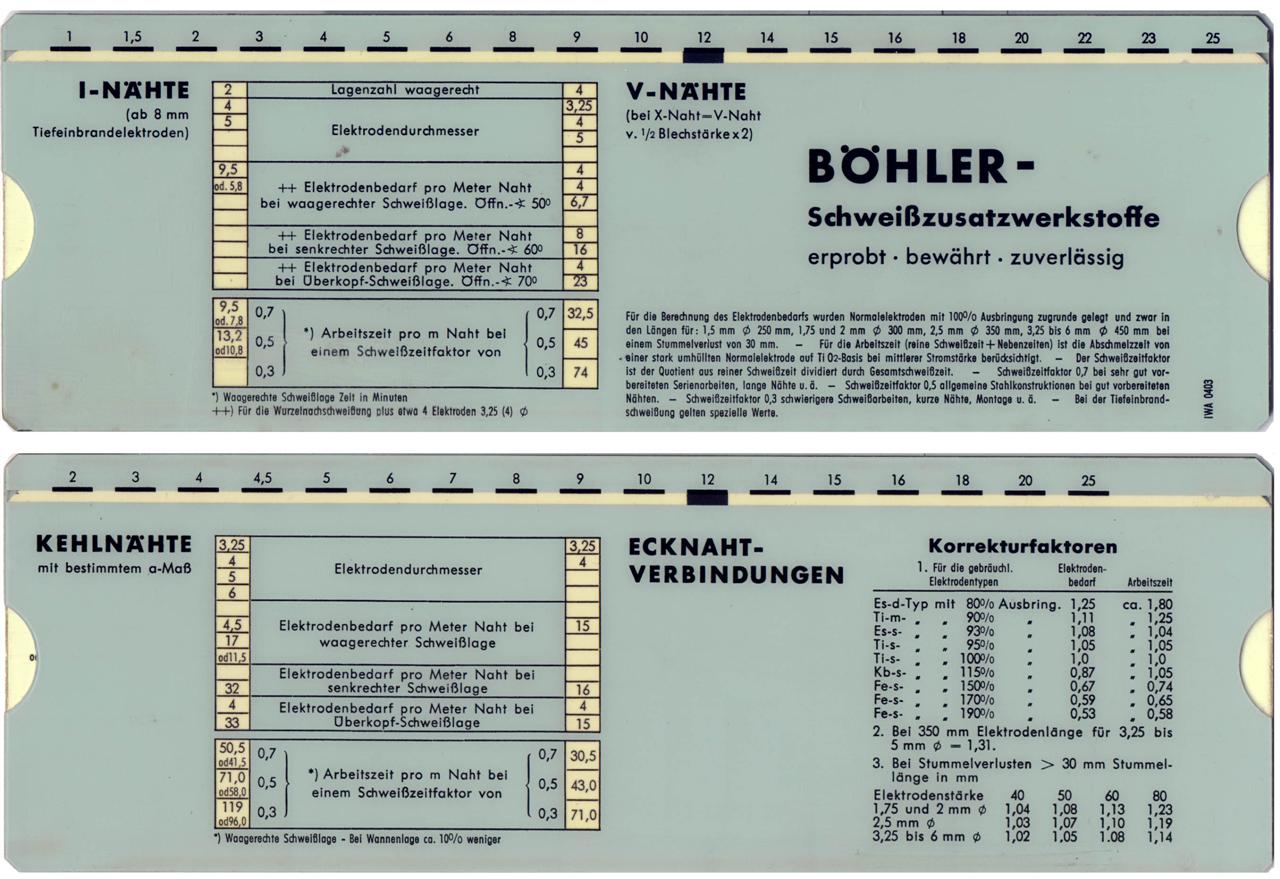 1 1,5 2 3 4 5 6 8 9 10 12 14 15 16 18 20 22 23 25
I-NÄHTE
(ab 8 mm
Tiefeinbrandelektroden)
2 Lagenzahl waagerecht 4
4 3,25
5 Elektrodendurchmesser 4
5
9,5 4
od. 5,8 ++ Elektrodenbedarf pro Meter Naht 4
bei waagerechter Schweißlage. Öffn.-∢ 50⁰ 6,7
++ Elektrodenbedarf pro Meter Naht 8
bei senkrechter Schweißlage. Öffn.-∢ 60⁰ 16
++ Elektrodenbedarf pro Meter Naht 4
bei Überkopf-Schweißlage. Öffn.-∢ 70⁰ 23
9,5 0,7 0,7 32,5
od. 7,8
13,2 *) Arbeitszeit pro m Naht bei
od10,8 0,5 einem Schweißzeitfaktor von 0,5 45
0,3 0,3 74
*) Waagerechte Schweißlage Zeit in Minuten
++) Für die Wurzelnachschweißung plus etwa 4 Elektroden 3,25 (4) ϕ
V-NÄHTE
(bei X-Naht=V-Naht
v. 1/2 Blechstärke x 2)
BÖHLER-
Schweißzusatzwerkstoffe
erprobt · bewährt · zuverlässig
Für die Berechnung des Elektrodenbedarfs wurden Normalelektroden mit 100% Ausbringung zugrunde gelegt und zwar in
den Längen für: 1,5 mm ϕ 250 mm, 1,75 und 2 mm ϕ 300 mm, 2,5 mm ϕ 350 mm, 3,25 bis 6 mm ϕ 450 mm bei
einem Stummelverlust von 30 mm. — Für die Arbeitszeit (reine Schweißzeit + Nebenzeiten) ist die Abschmelzzeit von
einer stark umhüllten Normalelektrode auf Ti O2-Basis bei mittlerer Stromstärke berücksichtigt. — Der Schweißzeitfaktor
ist der Quotient aus reiner Schweißzeit dividiert durch Gesamtschweißzeit. — Schweißzeitfaktor 0,7 bei sehr gut vor-
bereiteten Serienarbeiten, lange Nähte u. ä. — Schweißzeitfaktor 0,5 allgemeine Stahlkonstruktionen bei gut vorbereiteten
Nähten. — Schweißzeitfaktor 0,3 schwierigere Schweißarbeiten, kurze Nähte, Montage u. ä. — Bei der Tiefeinbrand-
schweißung gelten spezielle Werte.
IWA 0403
2 3 4 4,5 5 6 7 8 9 10 12 14 15 16 18 20 25
KEHLNÄHTE
mit bestimmtem a-Maß
3,25 3,25
4 Elektrodendurchmesser 4
5
6
4,5 Elektrodenbedarf pro Meter Naht bei 15
17 waagerechter Schweißlage
od11,5
Elektrodenbedarf pro Meter Naht bei
32 senkrechter Schweißlage 16
4 Elektrodenbedarf pro Meter Naht bei 4
33 Überkopf-Schweißlage 15
50,5 0,7 0,7 30,5
od41,5
71,0 *) Arbeitszeit pro m Naht bei
od58,0 0,5 einem Schweißzeitfaktor von 0,5 43,0
119 0,3 0,3 71,0
od96,0
*) Waagerechte Schweißlage - Bei Wannenlage ca. 10% weniger
ECKNAHT-
VERBINDUNGEN
Korrekturfaktoren
1. Für die gebräuchl. Elektroden-
Elektrodentypen bedarf Arbeitszeit
Es-d-Typ mit 80% Ausbring. 1,25 ca. 1,80
Ti-m- „ „ 90% „ 1,11 „ 1,25
Es-s- „ „ 93% „ 1,08 „ 1,04
Ti-s- „ „ 95% „ 1,05 „ 1,05
Ti-s- „ „ 100% „ 1,0 „ 1,0
Kb-s- „ „ 115% „ 0,87 „ 1,05
Fe-s- „ „ 150% „ 0,67 „ 0,74
Fe-s- „ „ 170% „ 0,59 „ 0,65
Fe-s- „ „ 190% „ 0,53 „ 0,58
2. Bei 350 mm Elektrodenlänge für 3,25 bis
5 mm ϕ = 1,31.
3. Bei Stummelverlusten > 30 mm Stummel-
länge in mm
Elektrodenstärke 40 50 60 80
1,75 und 2 mm ϕ 1,04 1,08 1,13 1,23
2,5 mm ϕ 1,03 1,07 1,10 1,19
3,25 bis 6 mm ϕ 1,02 1,05 1.08 1,14